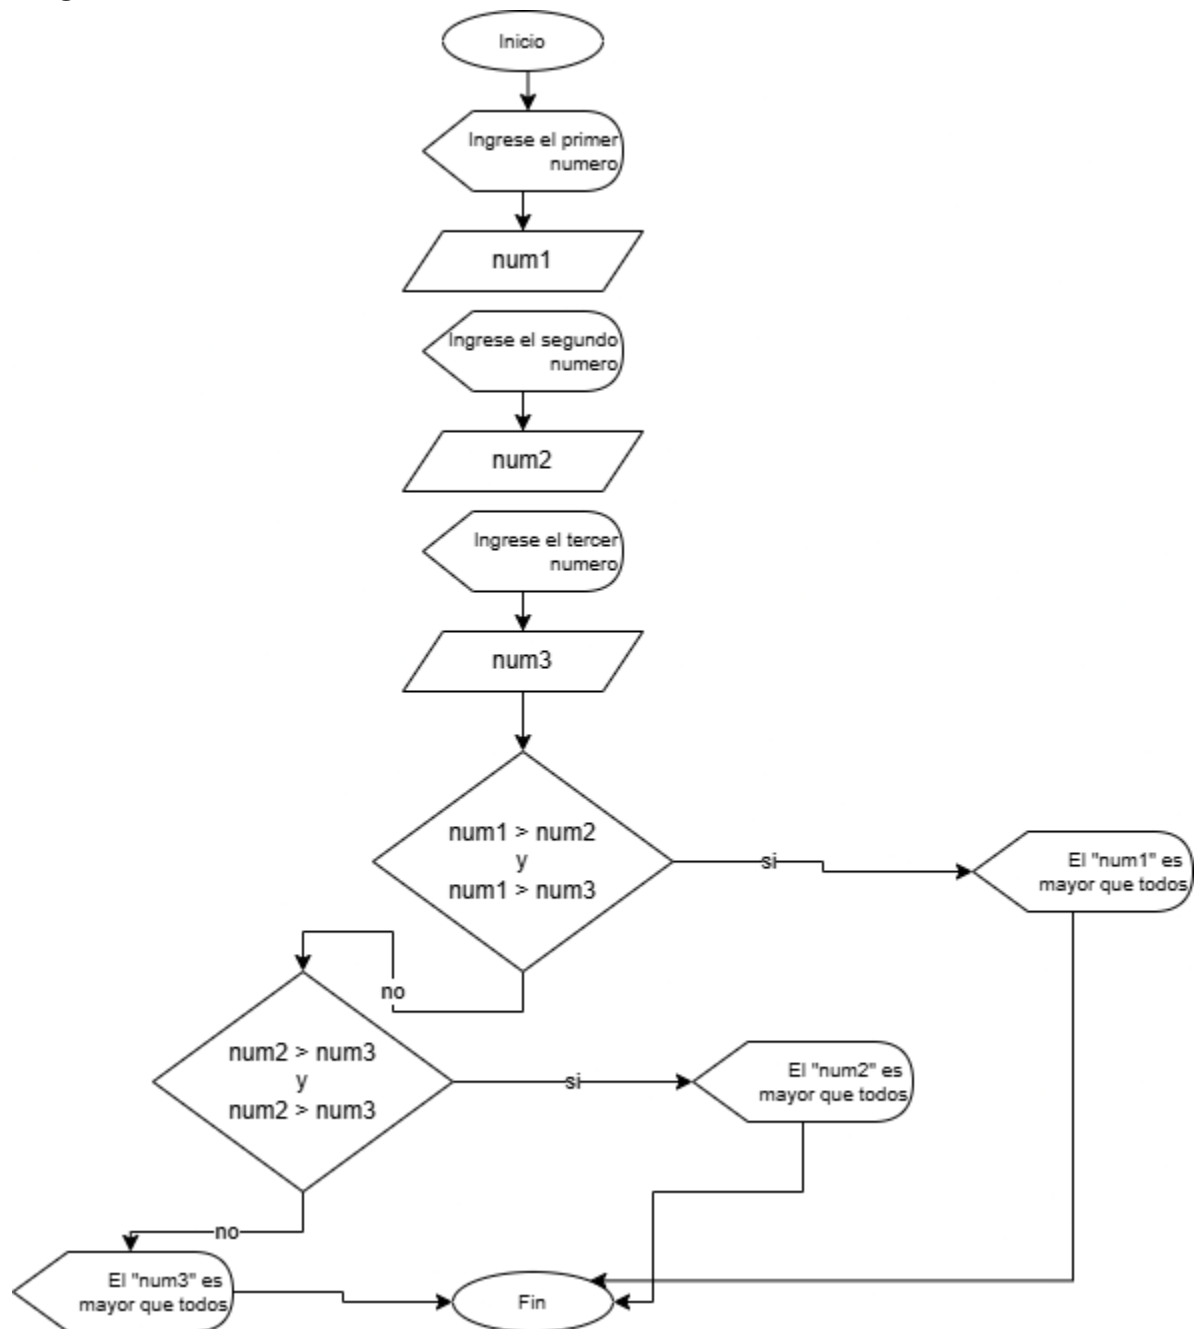 Inicio
Ingrese el primer
numero
num1
Ingrese el segundo
numero
num2
Ingrese el tercer
numero
num3
num1 > num2
y
num1 > num3
si
El "num1" es
mayor que todos
no
num2 > num3
y
num2 > num3
si
El "num2" es
mayor que todos
no
El "num3" es
mayor que todos
Fin